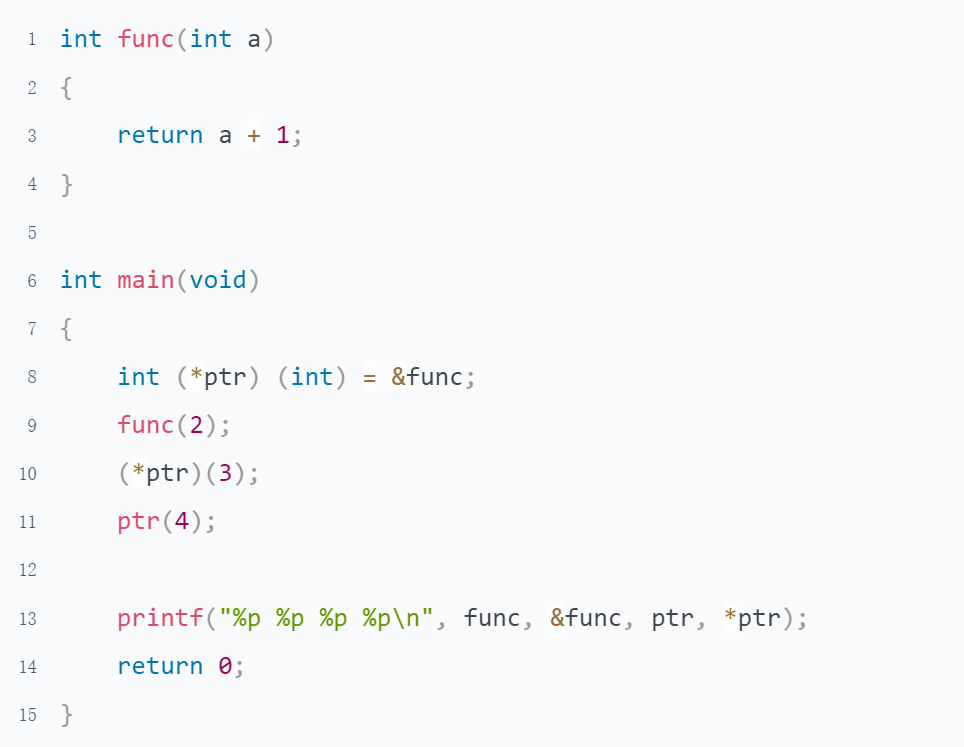 1 int func(int a)
2 {
3     return a + 1;
4 }
5
6 int main(void)
7 {
8     int (*ptr) (int) = &func;
9     func(2);
10     (*ptr)(3);
11     ptr(4);
12
13     printf("%p %p %p %p\n", func, &func, ptr, *ptr);
14     return 0;
15 }